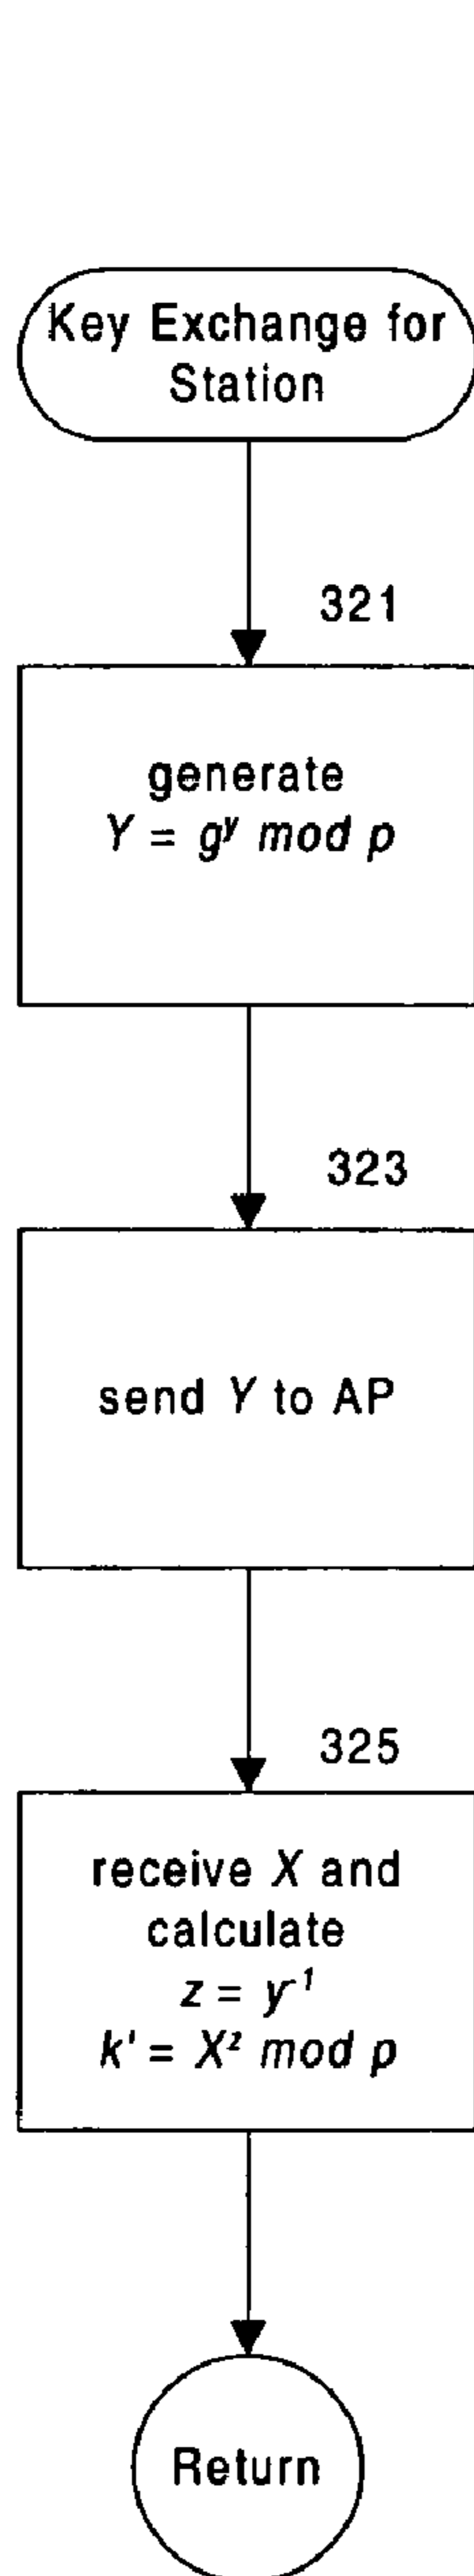 Key Exchange for
Station
321
generate
Y = g^y mod p
323
send Y to AP
325
receive X and
calculate
z = y^-1
k' = X^z mod p
Return